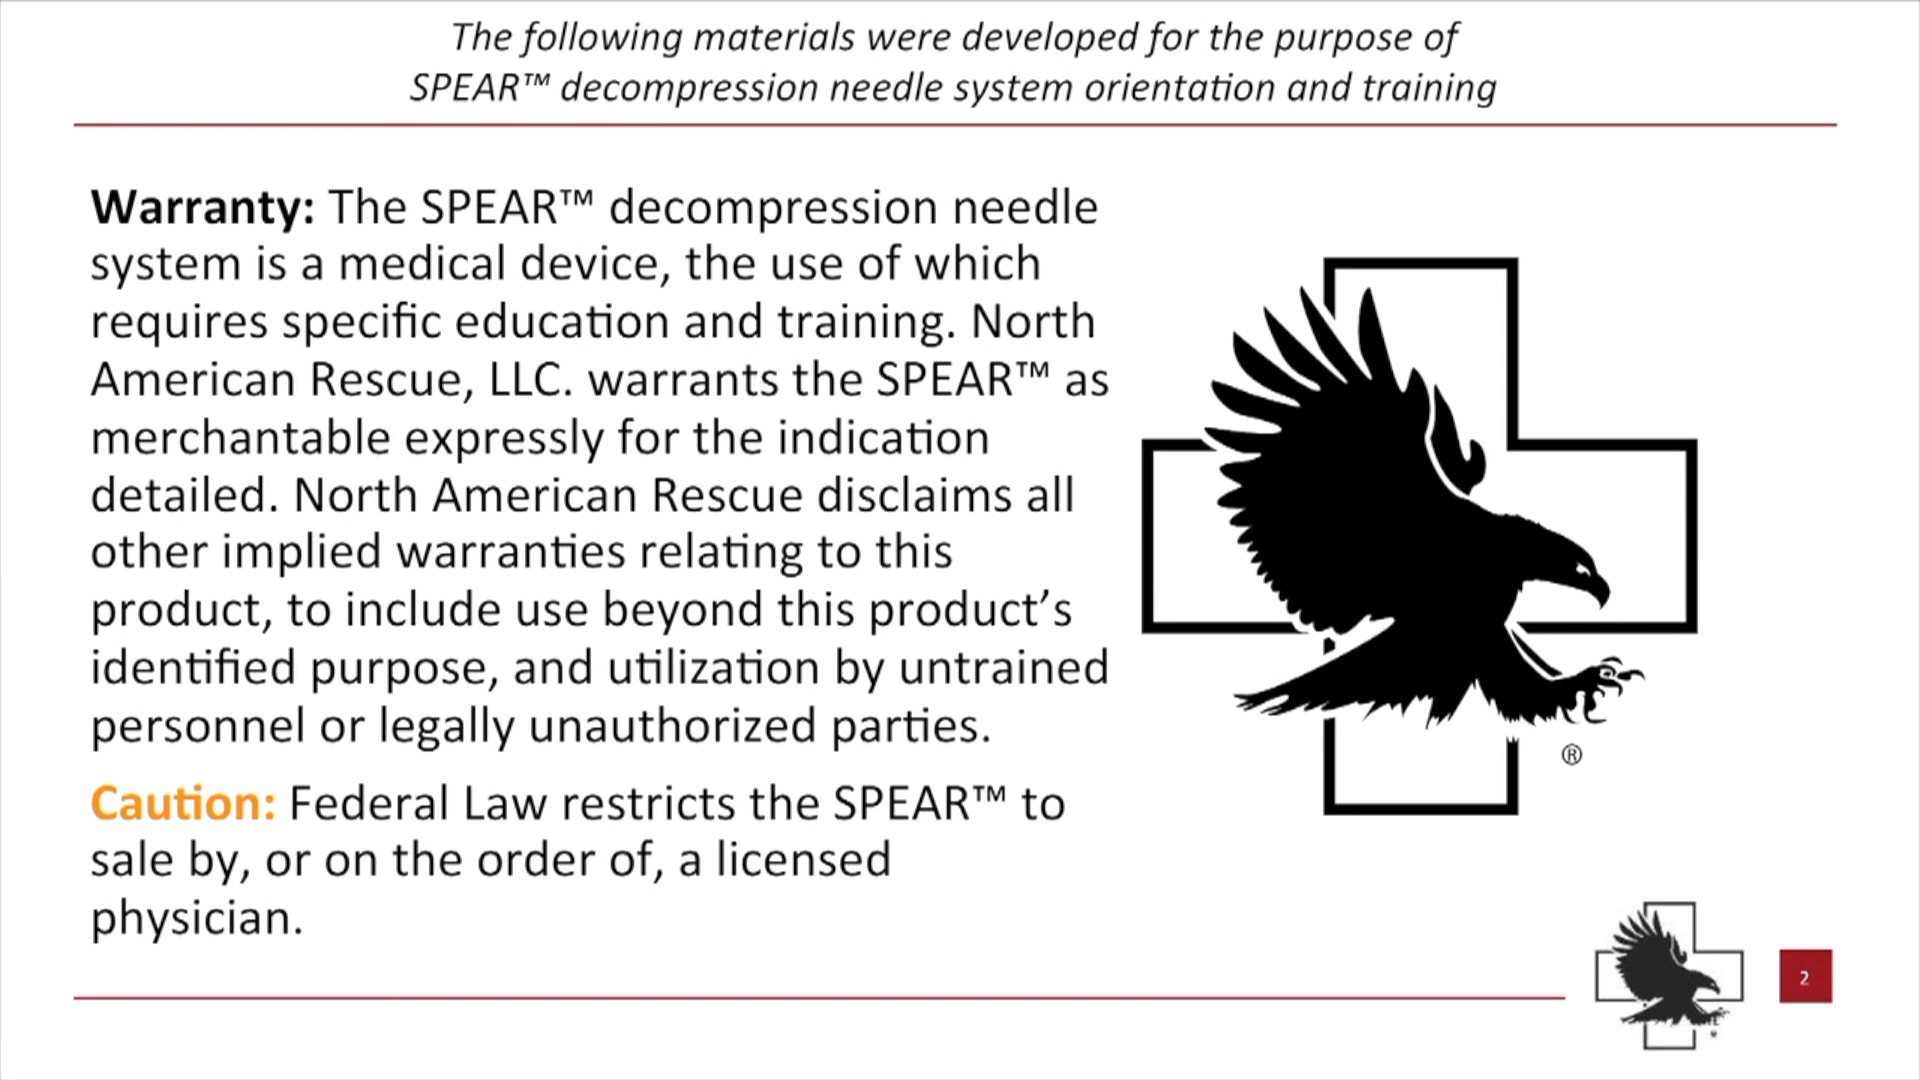 The following materials were developed for the purpose of
SPEAR™ decompression needle system orientation and training
Warranty: The SPEAR™ decompression needle
system is a medical device, the use of which
requires specific education and training. North
American Rescue, LLC. warrants the SPEAR™ as
merchantable expressly for the indication
detailed. North American Rescue disclaims all
other implied warranties relating to this
product, to include use beyond this product’s
identified purpose, and utilization by untrained
personnel or legally unauthorized parties.
Caution: Federal Law restricts the SPEAR™ to
sale by, or on the order of, a licensed
physician.
®
2